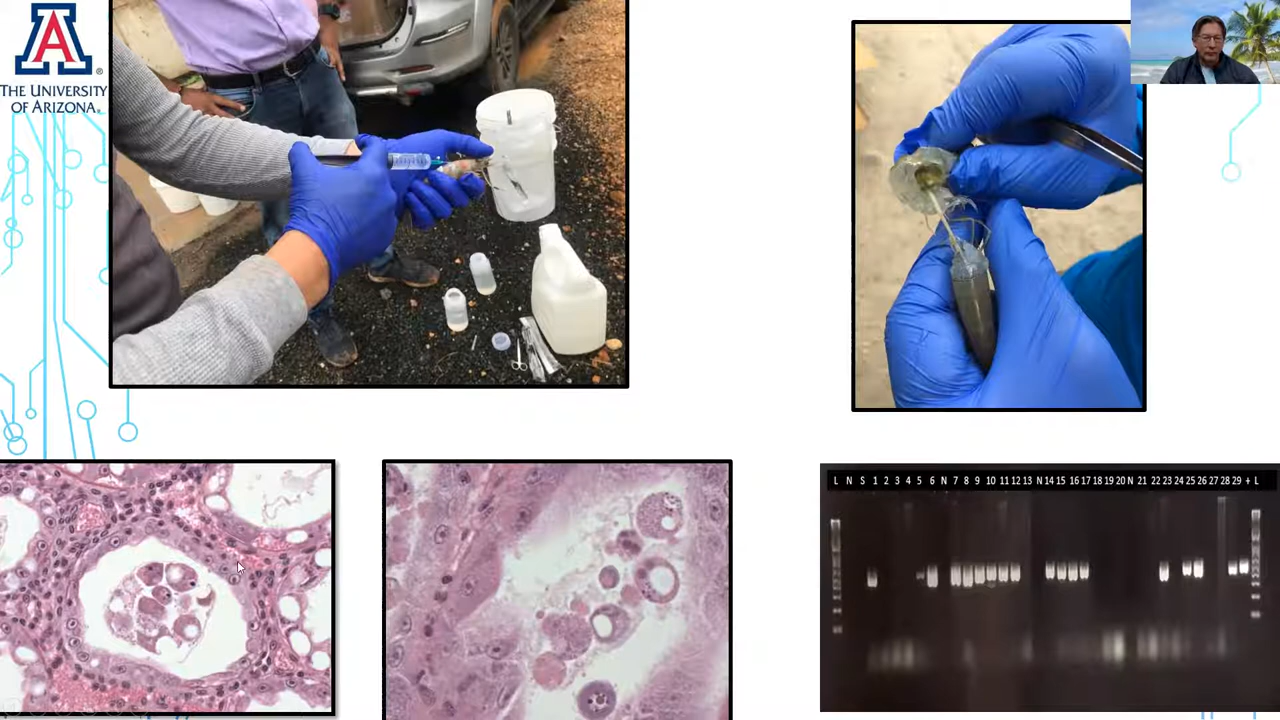 THE UNIVERSITY
OF ARIZONA®
L N S 1 2 3 4 5 6 N 7 8 9 10 11 12 13 N 14 15 16 17 18 19 20 N 21 22 23 24 25 26 27 28 29 + L